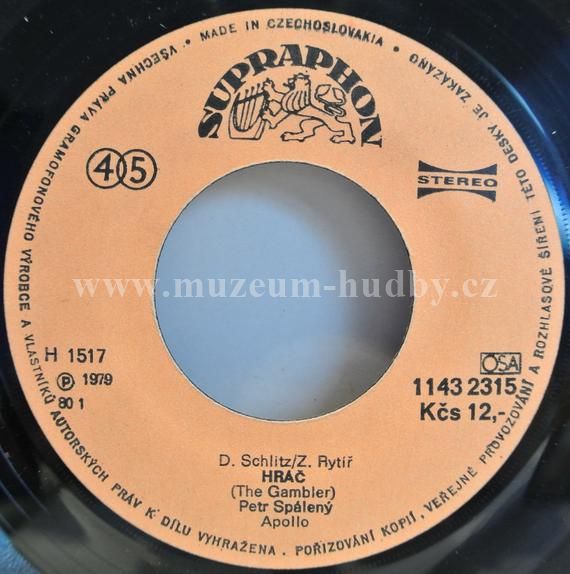 VŠECHNA PRÁVA GRAMOFONOVÉHO VÝROBCE A VLASTNÍKŮ AUTORSKÝCH PRÁV K DÍLU VYHRAŽENA . POŘIZOVÁNÍ KOPIÍ, VEŘEJNÉ PROVOZOVÁNÍ A ROZHLASOVÉ ŠÍŘENÍ TÉTO DESKY JE ZAKÁZÁNO • MADE IN CZECHOSLOVAKIA •
SUPRAPHON
45
STEREO
www.muzeum-hudby.cz
H 1517
Ⓟ 1979
80 1
OSA
1143 2315
Kčs 12,-
D. Schlitz/Z. Rytíř
HRÁČ
(The Gambler)
Petr Spálený
Apollo